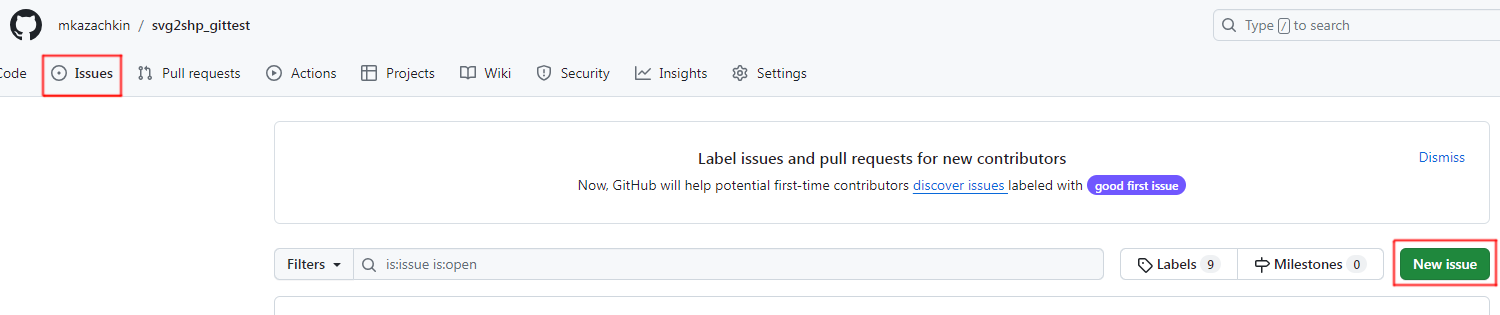 mkazachkin / svg2shp_gittest
Type / to search
Code Issues Pull requests Actions Projects Wiki Security Insights Settings
Label issues and pull requests for new contributors
Dismiss
Now, GitHub will help potential first-time contributors discover issues labeled with good first issue
Filters is:issue is:open Labels 9 Milestones 0 New issue